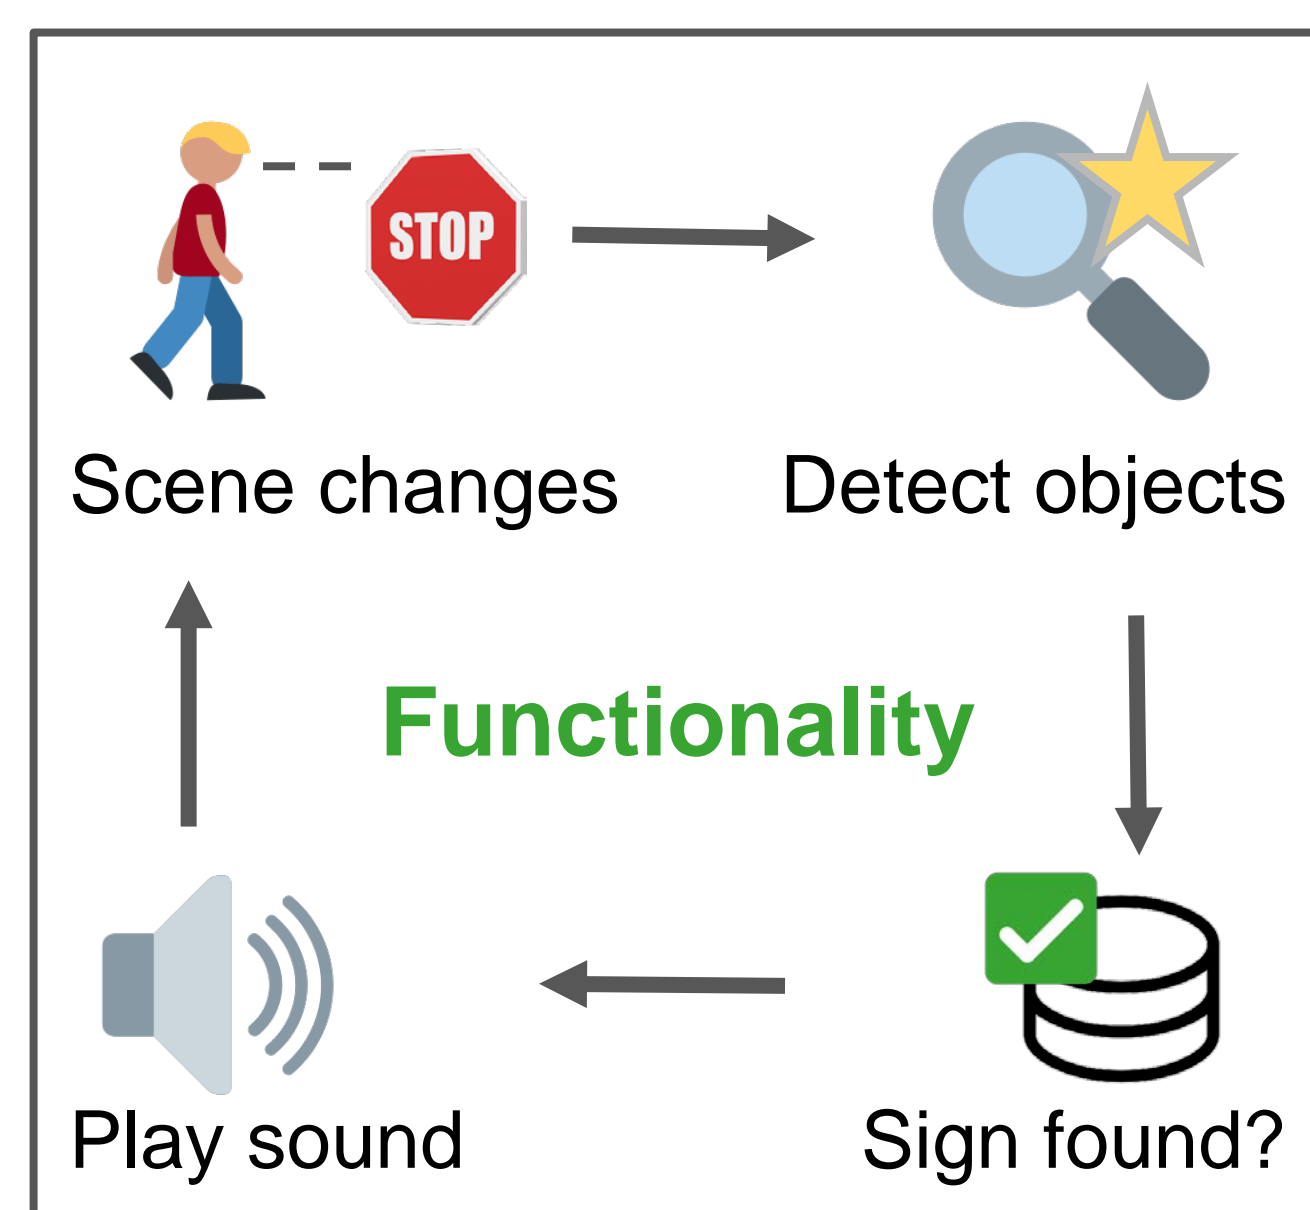 STOP
Scene changes
Detect objects
Functionality
Play sound
Sign found?